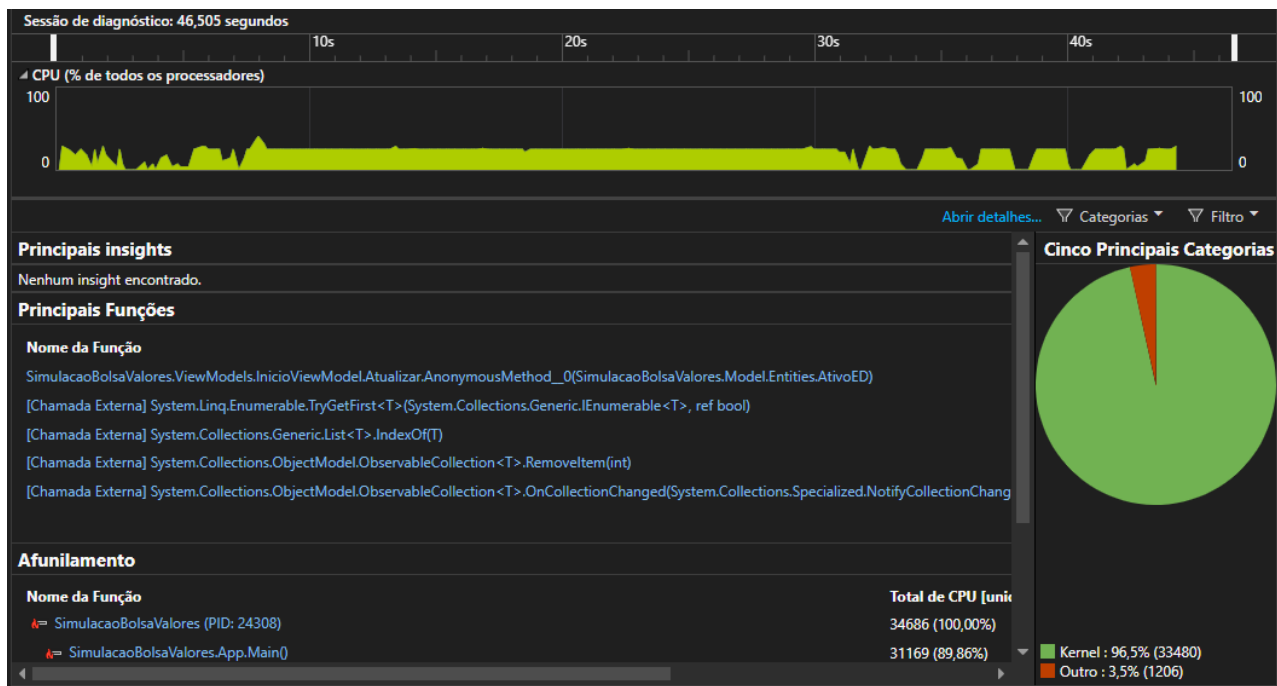 Sessão de diagnóstico: 46,505 segundos
10s 20s 30s 40s
CPU (% de todos os processadores)
100 100
0 0
Abrir detalhes... Categorias Filtro
Principais insights
Nenhum insight encontrado.
Principais Funções
Nome da Função
SimulacaoBolsaValores.ViewModels.InicioViewModel.Atualizar.AnonymousMethod__0(SimulacaoBolsaValores.Model.Entities.AtivoED)
[Chamada Externa] System.Linq.Enumerable.TryGetFirst<T>(System.Collections.Generic.IEnumerable<T>, ref bool)
[Chamada Externa] System.Collections.Generic.List<T>.IndexOf(T)
[Chamada Externa] System.Collections.ObjectModel.ObservableCollection<T>.RemoveItem(int)
[Chamada Externa] System.Collections.ObjectModel.ObservableCollection<T>.OnCollectionChanged(System.Collections.Specialized.NotifyCollectionChang
Afunilamento
Nome da Função Total de CPU [unid
SimulacaoBolsaValores (PID: 24308) 34686 (100,00%)
SimulacaoBolsaValores.App.Main() 31169 (89,86%)
Cinco Principais Categorias
Kernel : 96,5% (33480)
Outro : 3,5% (1206)